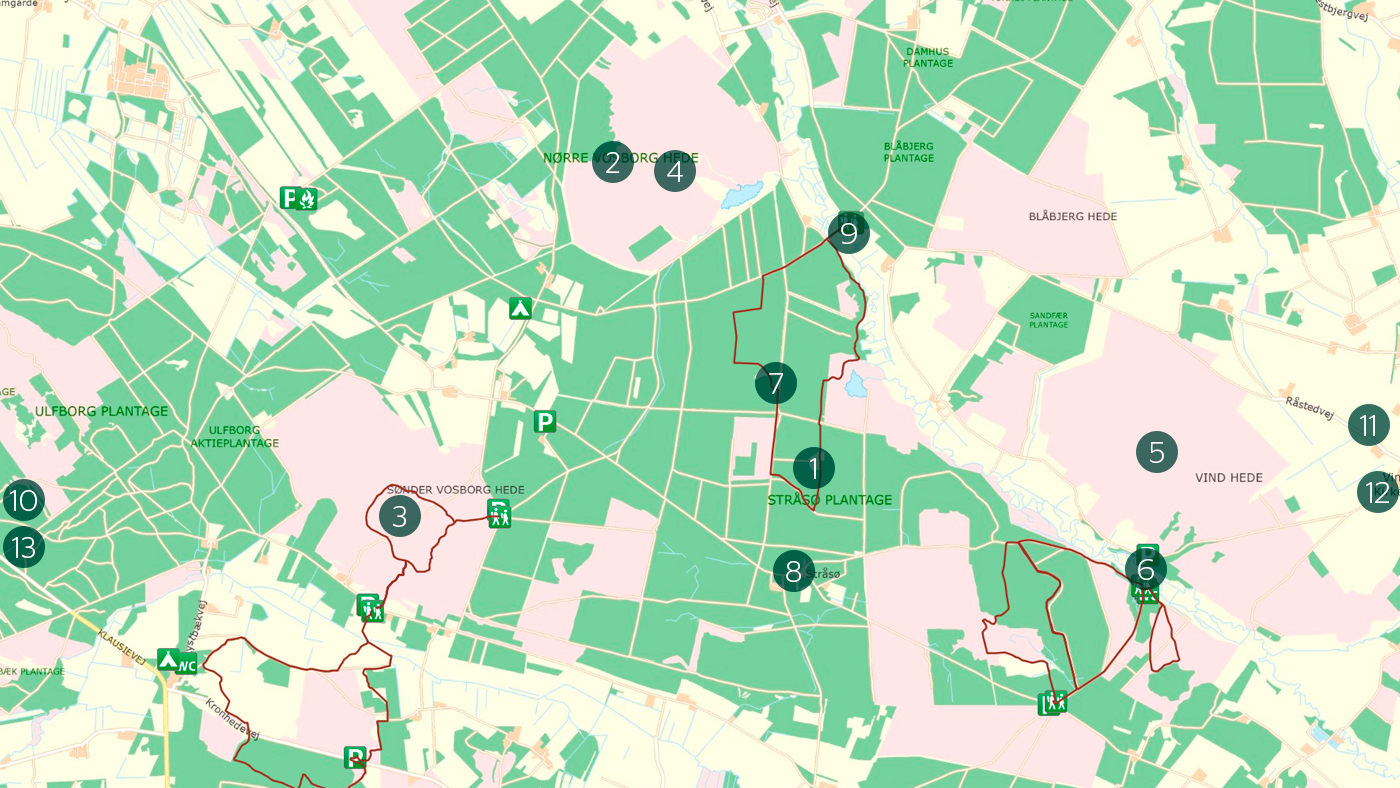 DAMHUS
PLANTAGE
BLÅBJERG
PLANTAGE
NØRRE VOSBORG HEDE
2
4
P
BLÅBJERG HEDE
9
SANDFÆR
PLANTAGE
7
Råstedvej
ULFBORG PLANTAGE
ULFBORG
AKTIEPLANTAGE
P
11
5
VIND HEDE
1
STRÅSØ PLANTAGE
SØNDER VOSBORG HEDE
3
10
12
13
8
Stråsø
6
KLAUSIEVEJ
WC
Kronhedevej
P